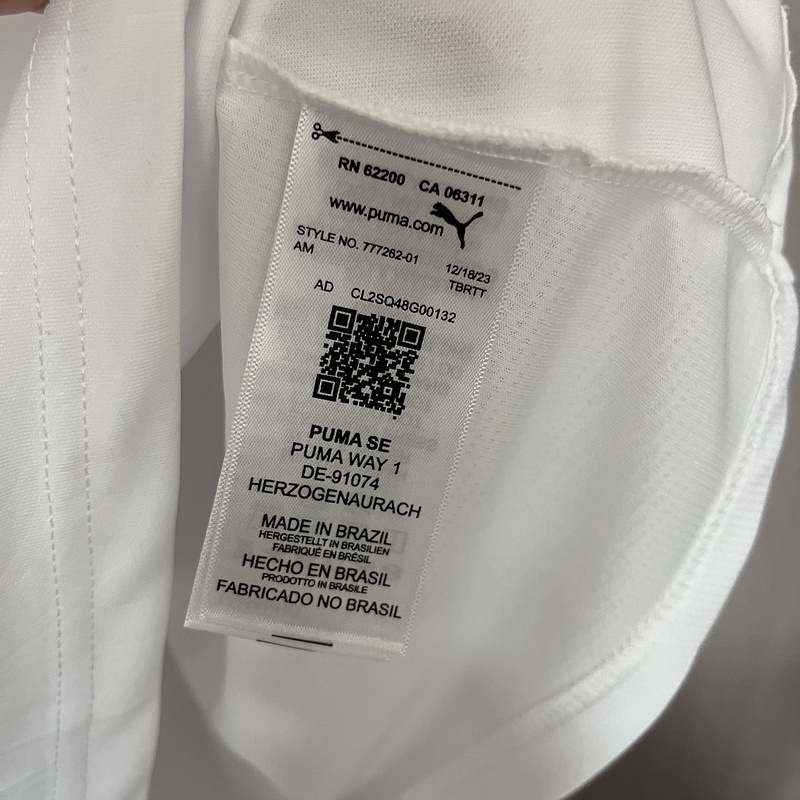 RN 62200 CA 06311
www.puma.com
STYLE NO. 777262-01 12/18/23
AM TBRTT
AD CL2SQ48G00132
PUMA SE
PUMA WAY 1
DE-91074
HERZOGENAURACH
MADE IN BRAZIL
HERGESTELLT IN BRASILIEN
FABRIQUÉ EN BRÉSIL
HECHO EN BRASIL
PRODOTTO IN BRASILE
FABRICADO NO BRASIL